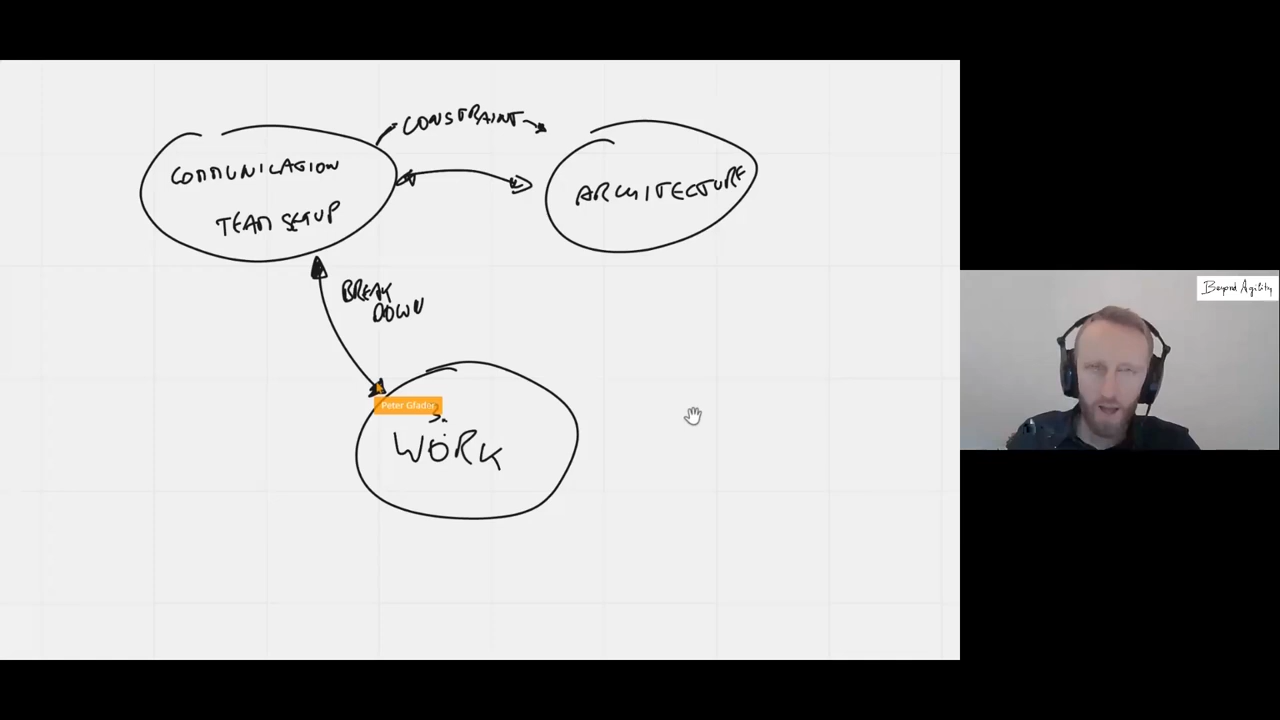 CONSTRAINT
COMMUNICATION
TEAM SETUP
ARCHITECTURE
BREAK
DOWN
Peter Gfader
WORK
Beyond Agility